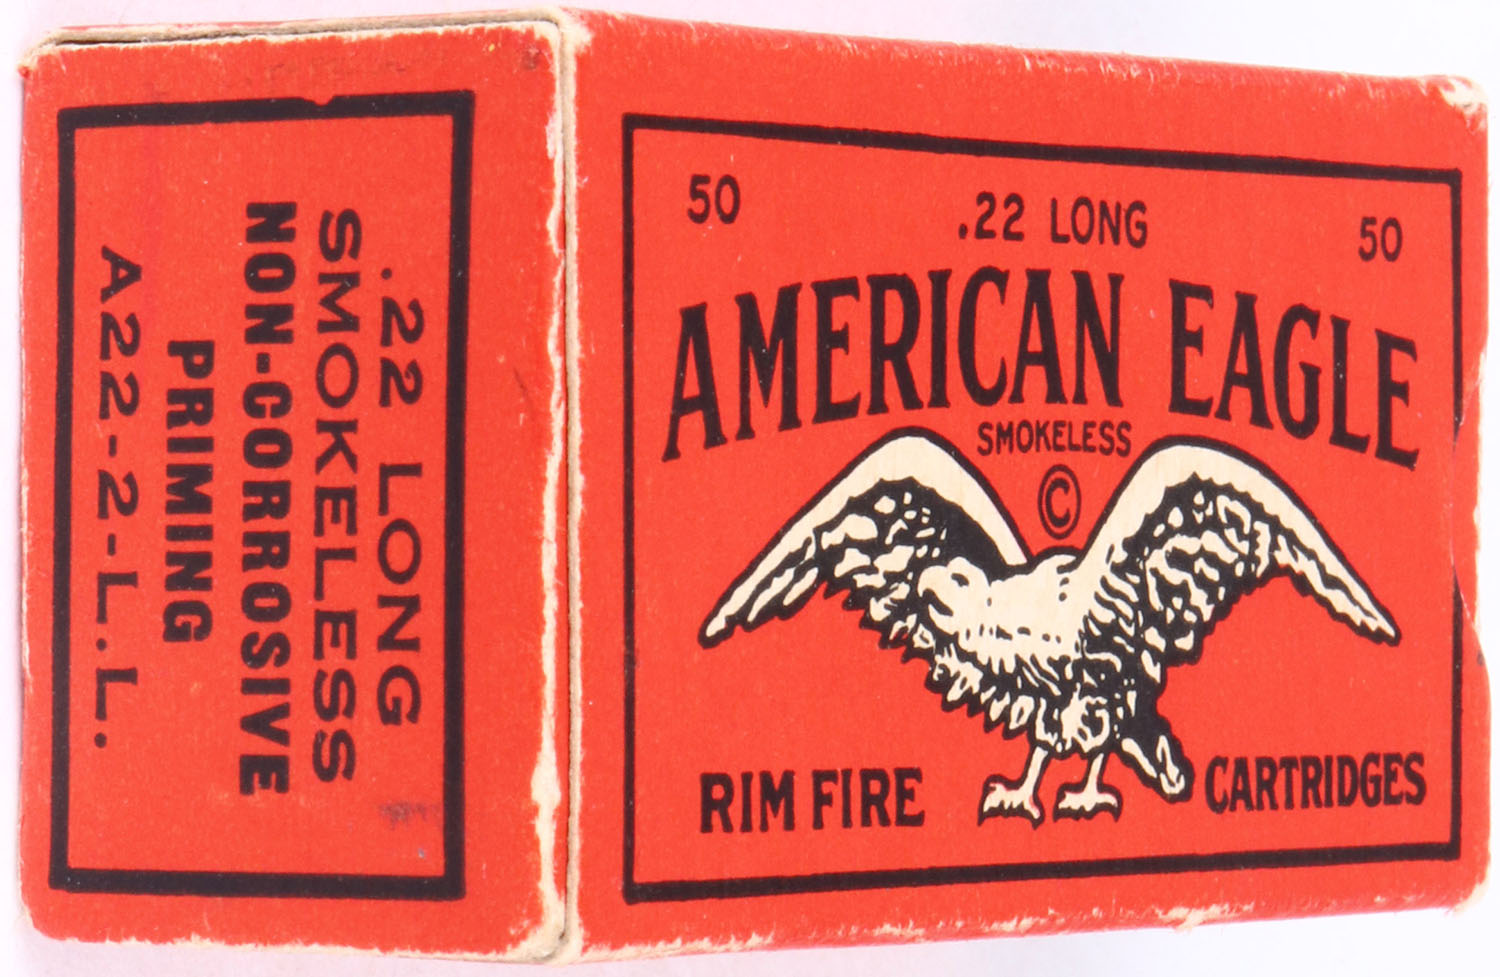 .22 LONG
SMOKELESS
NON-CORROSIVE
PRIMING
A22-2-L.L.
50 .22 LONG 50
AMERICAN EAGLE
SMOKELESS
©
RIM FIRE CARTRIDGES